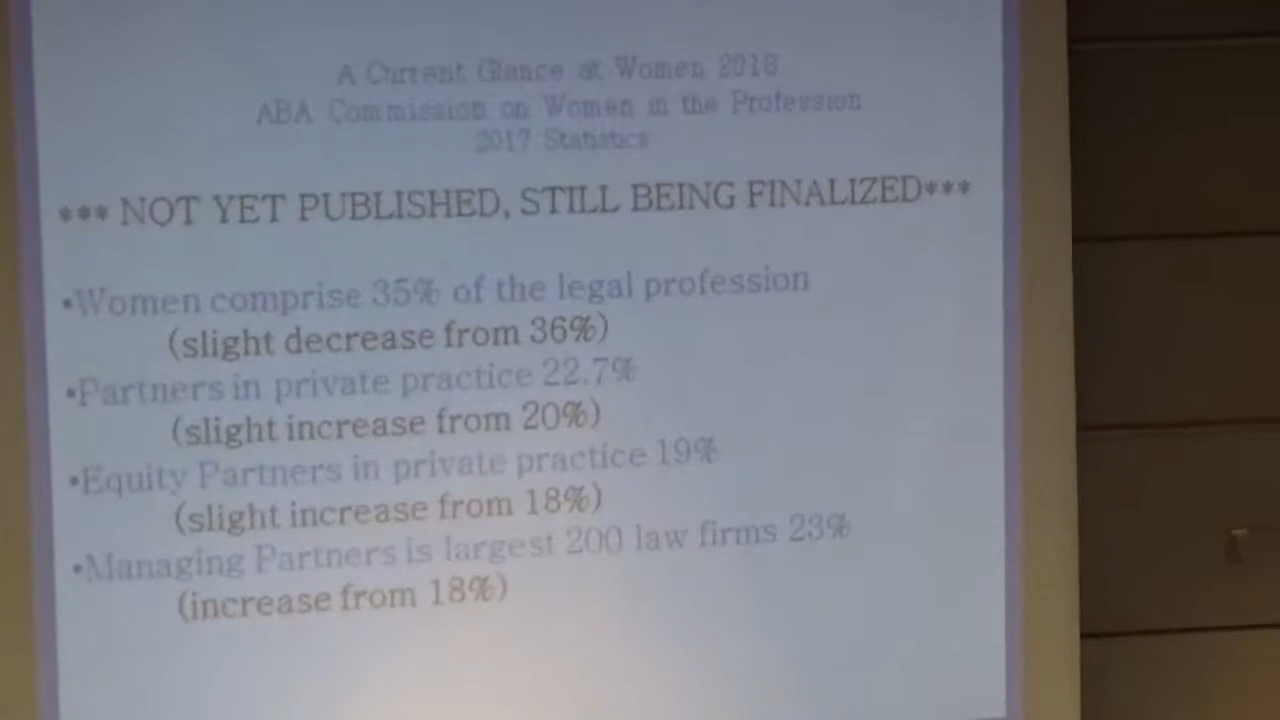 A Current Glance at Women 2018
ABA Commission on Women in the Profession
2017 Statistics
*** NOT YET PUBLISHED, STILL BEING FINALIZED***
•Women comprise 35% of the legal profession
(slight decrease from 36%)
•Partners in private practice 22.7%
(slight increase from 20%)
•Equity Partners in private practice 19%
(slight increase from 18%)
•Managing Partners is largest 200 law firms 23%
(increase from 18%)